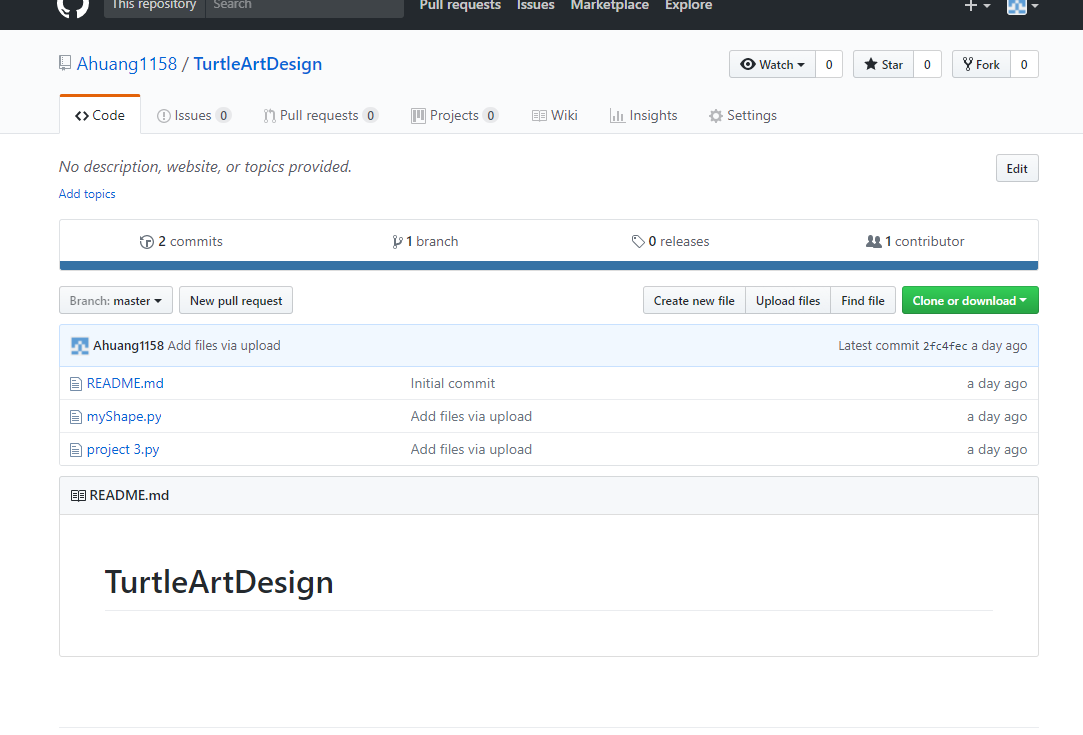 This repository Search Pull requests Issues Marketplace Explore
Ahuang1158 / TurtleArtDesign Watch 0 Star 0 Fork 0
Code Issues 0 Pull requests 0 Projects 0 Wiki Insights Settings
No description, website, or topics provided. Edit
Add topics
2 commits 1 branch 0 releases 1 contributor
Branch: master New pull request Create new file Upload files Find file Clone or download
Ahuang1158 Add files via upload Latest commit 2fc4fec a day ago
README.md Initial commit a day ago
myShape.py Add files via upload a day ago
project 3.py Add files via upload a day ago
README.md
TurtleArtDesign